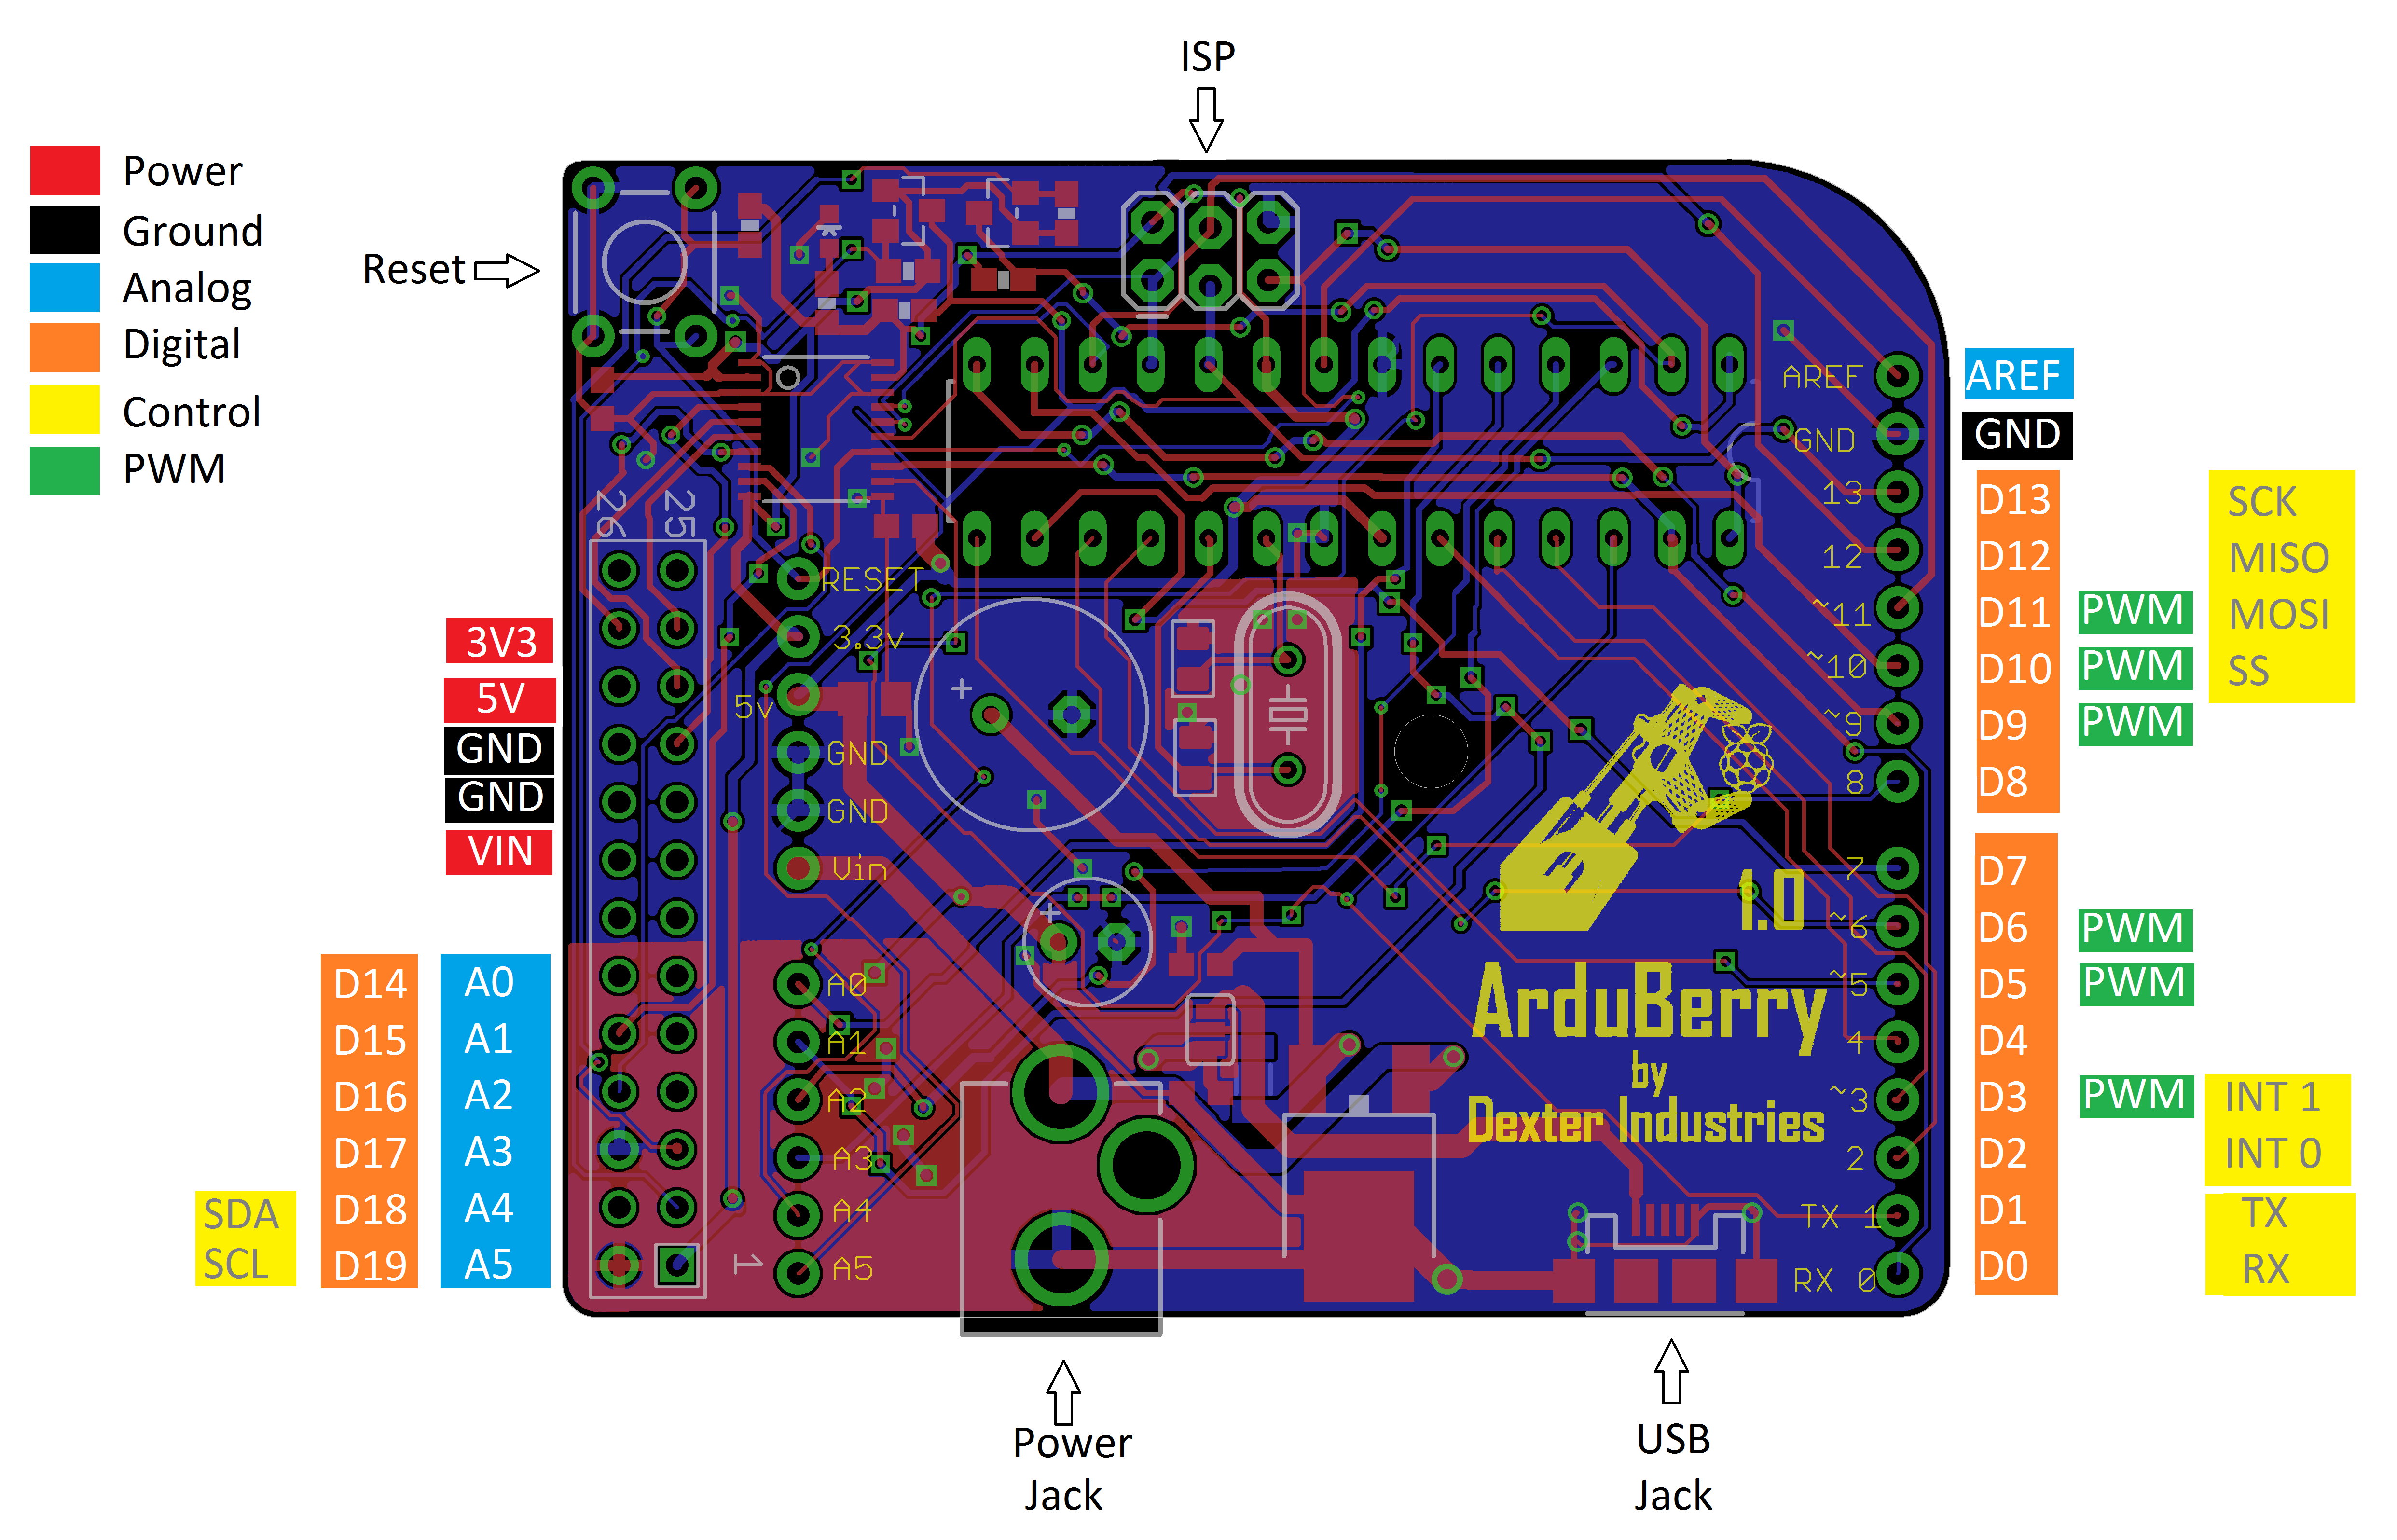 ISP
Power
Ground
Analog
Digital
Control
PWM
Reset
26 25
RESET
3.3v
5v
GND
GND
Vin
A0
A1
A2
A3
A4
A5
1
3V3
5V
GND
GND
VIN
D14 A0
D15 A1
D16 A2
D17 A3
SDA D18 A4
SCL D19 A5
+
+
1.0
ArduBerry
by
Dexter Industries
AREF
GND
13
12
~11
~10
~9
8
7
~6
~5
4
~3
2
TX 1
RX 0
AREF
GND
D13 SCK
D12 MISO
D11 PWM MOSI
D10 PWM SS
D9 PWM
D8
D7
D6 PWM
D5 PWM
D4
D3 PWM INT 1
D2 INT 0
D1 TX
D0 RX
Power
Jack
USB
Jack